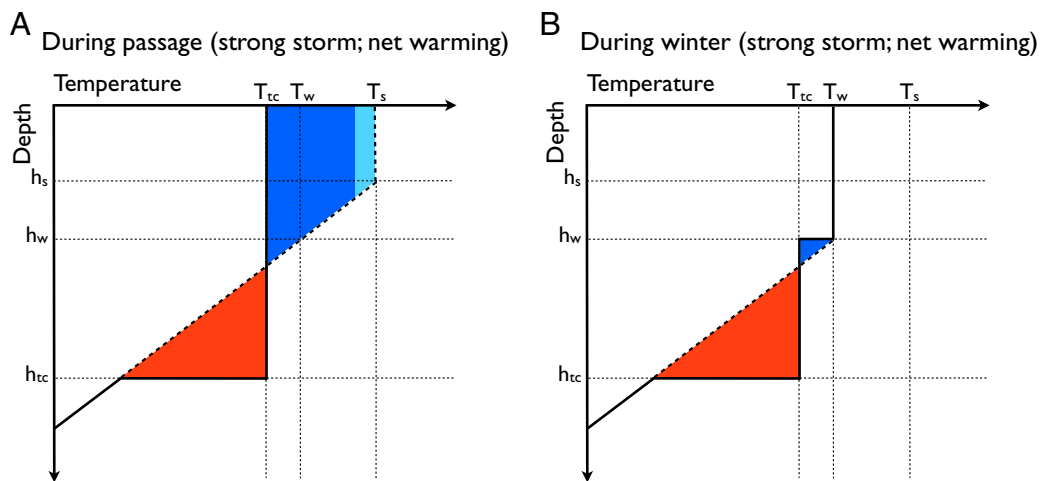 A
During passage (strong storm; net warming)
Temperature
Ttc Tw Ts
Depth
hs
hw
htc
B
During winter (strong storm; net warming)
Temperature
Ttc Tw Ts
Depth
hs
hw
htc